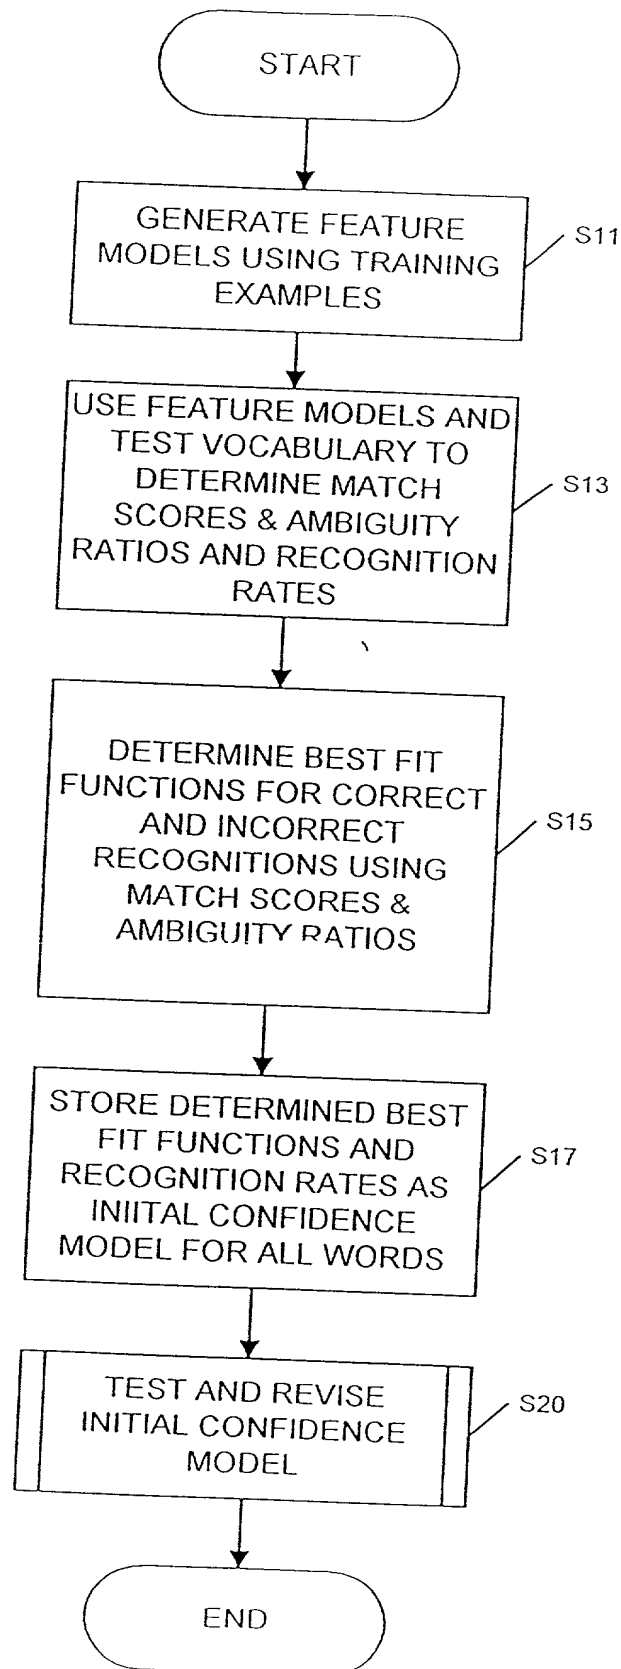 START
GENERATE FEATURE
MODELS USING TRAINING
EXAMPLES
S11
USE FEATURE MODELS AND
TEST VOCABULARY TO
DETERMINE MATCH
SCORES & AMBIGUITY
RATIOS AND RECOGNITION
RATES
S13
DETERMINE BEST FIT
FUNCTIONS FOR CORRECT
AND INCORRECT
RECOGNITIONS USING
MATCH SCORES &
AMBIGUITY RATIOS
S15
STORE DETERMINED BEST
FIT FUNCTIONS AND
RECOGNITION RATES AS
INIITAL CONFIDENCE
MODEL FOR ALL WORDS
S17
TEST AND REVISE
INITIAL CONFIDENCE
MODEL
S20
END